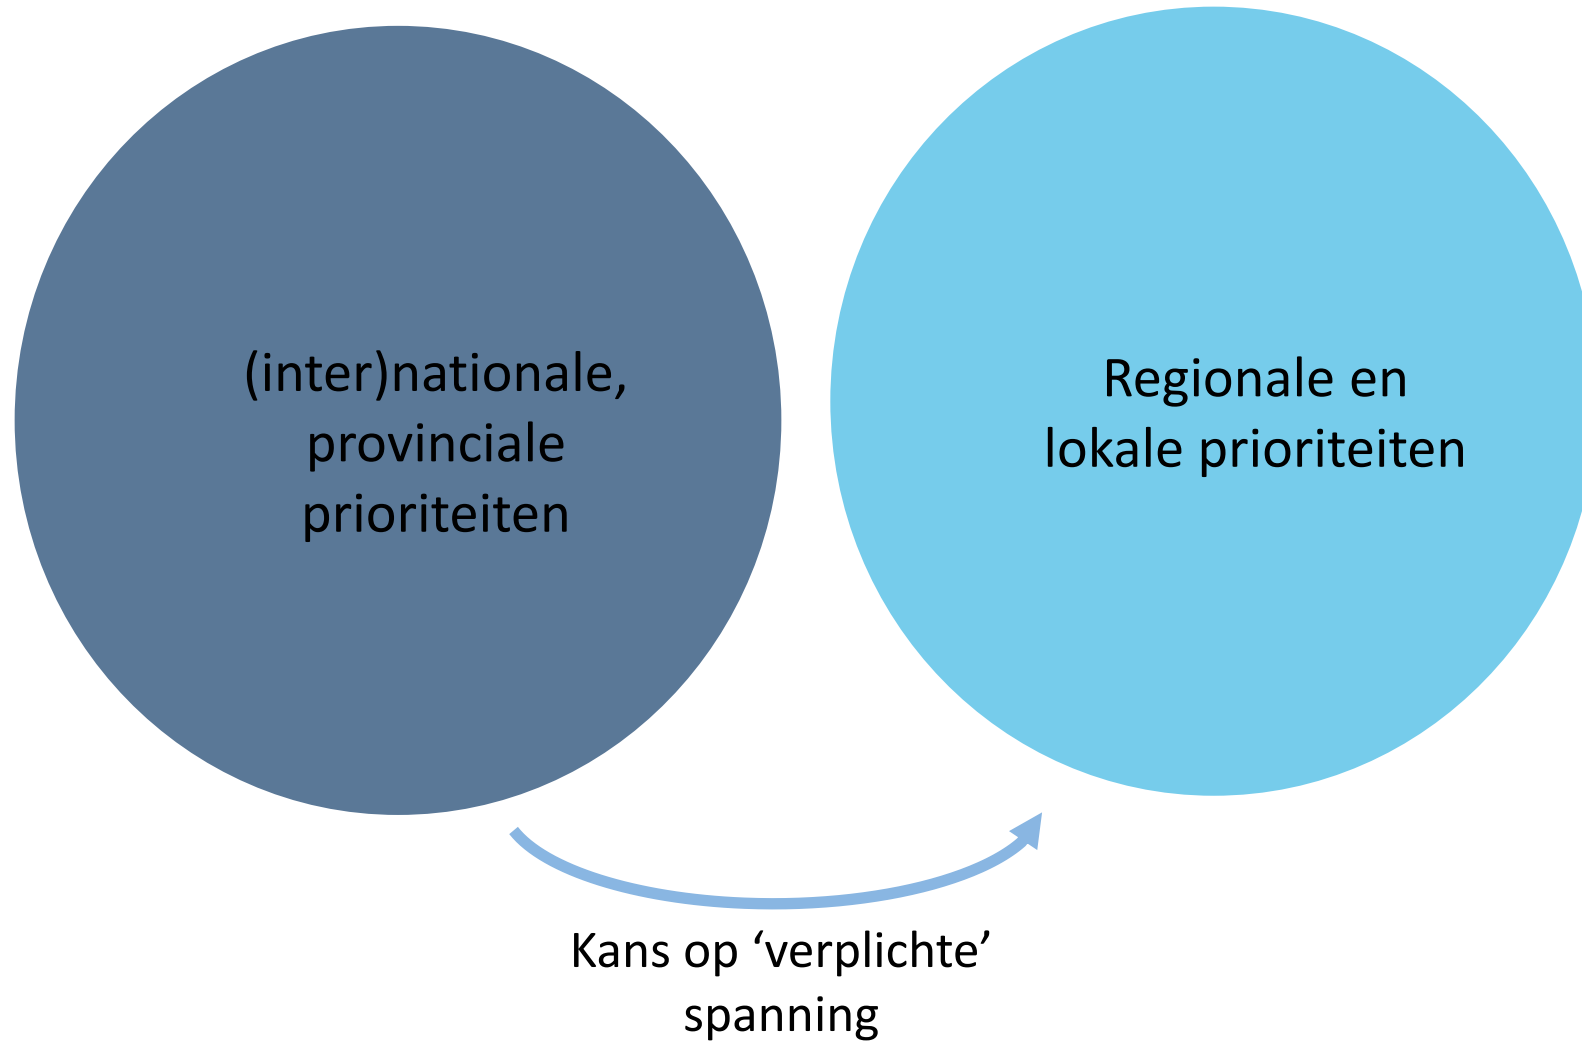 (inter)nationale,
provinciale
prioriteiten
Regionale en
lokale prioriteiten
Kans op ‘verplichte’
spanning